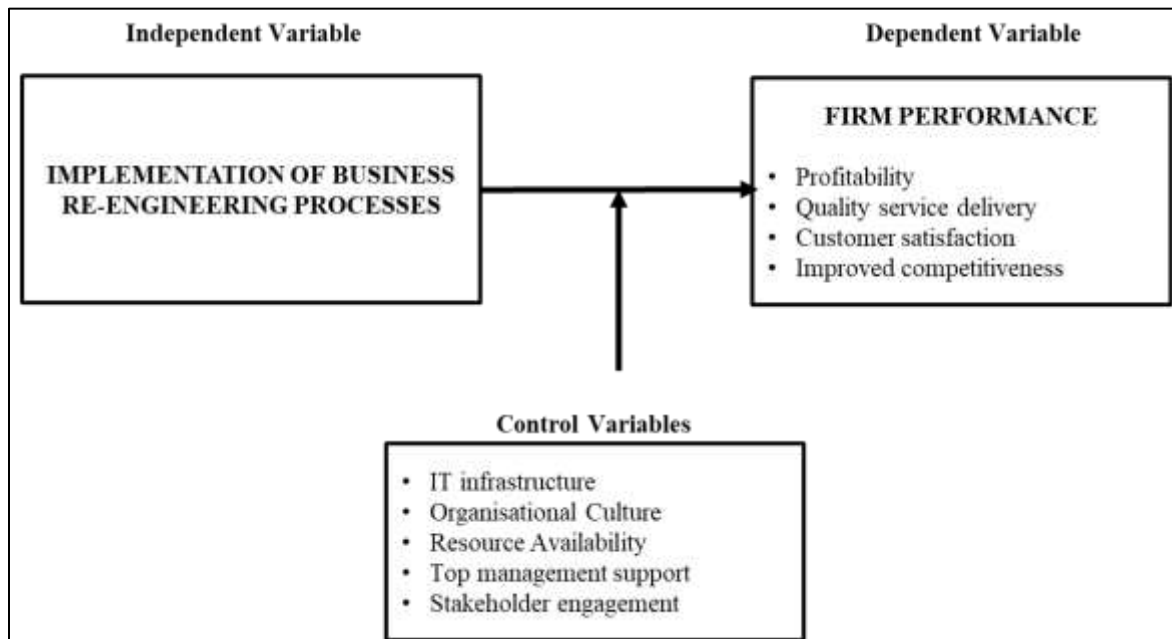 Independent Variable
Dependent Variable
IMPLEMENTATION OF BUSINESS
RE-ENGINEERING PROCESSES
FIRM PERFORMANCE
• Profitability
• Quality service delivery
• Customer satisfaction
• Improved competitiveness
Control Variables
• IT infrastructure
• Organisational Culture
• Resource Availability
• Top management support
• Stakeholder engagement